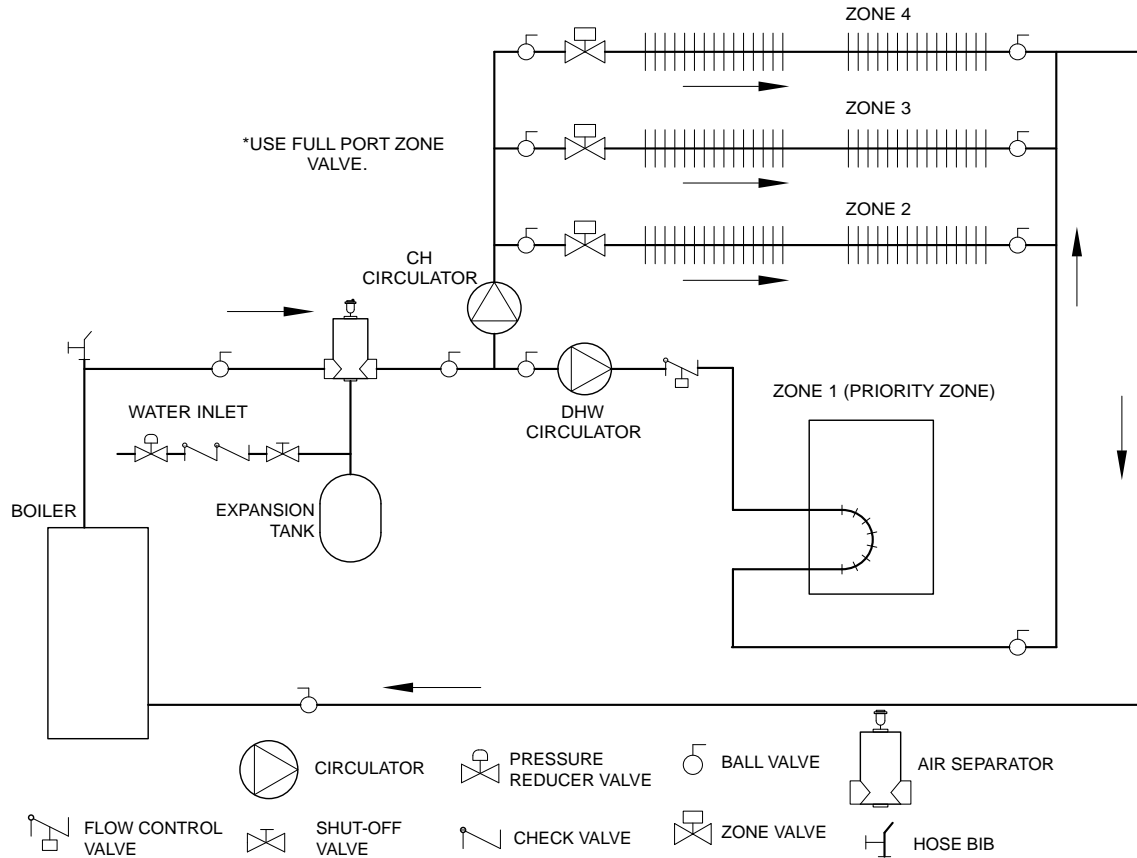 ZONE 4
ZONE 3
*USE FULL PORT ZONE
VALVE.
ZONE 2
CH
CIRCULATOR
ZONE 1 (PRIORITY ZONE)
WATER INLET
DHW
CIRCULATOR
BOILER
EXPANSION
TANK
CIRCULATOR
PRESSURE
REDUCER VALVE
BALL VALVE
AIR SEPARATOR
FLOW CONTROL
VALVE
SHUT-OFF
VALVE
CHECK VALVE
ZONE VALVE
HOSE BIB